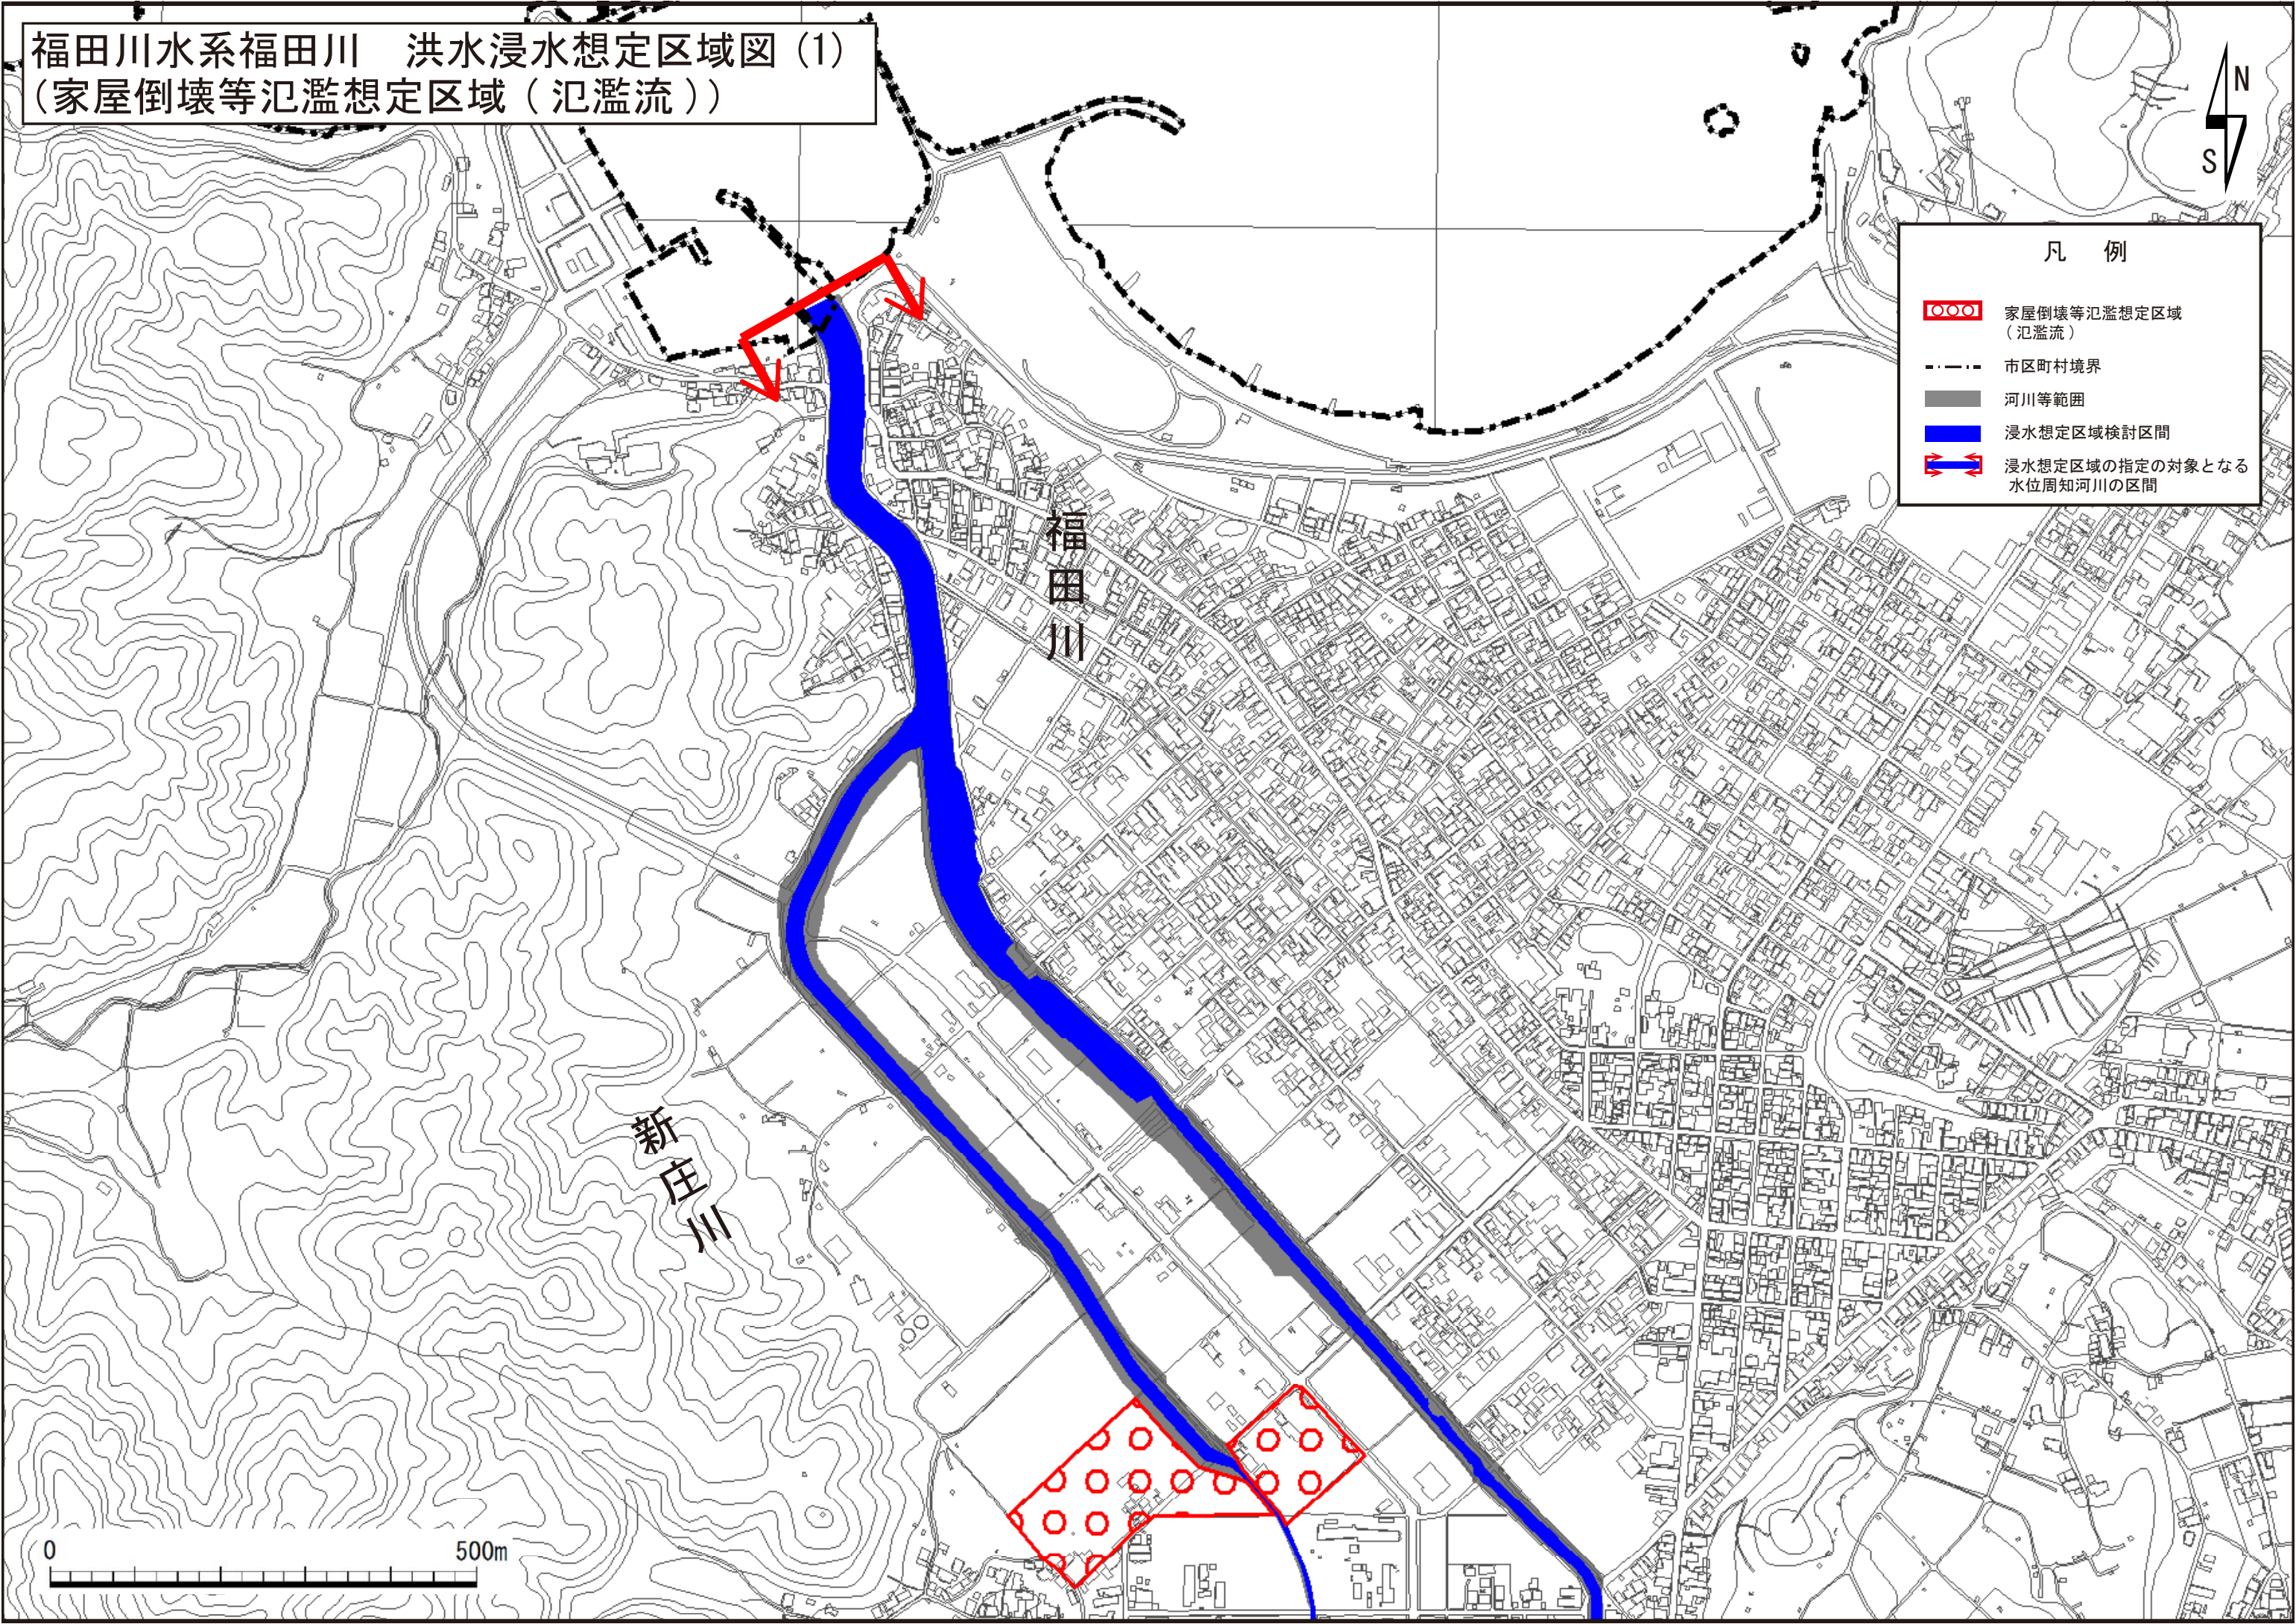 福田川水系福田川　洪水浸水想定区域図(1)
(家屋倒壊等氾濫想定区域(氾濫流))
N
S
凡　例
家屋倒壊等氾濫想定区域
(氾濫流)
市区町村境界
河川等範囲
浸水想定区域検討区間
浸水想定区域の指定の対象となる
水位周知河川の区間
福田川
新庄川
0
500m